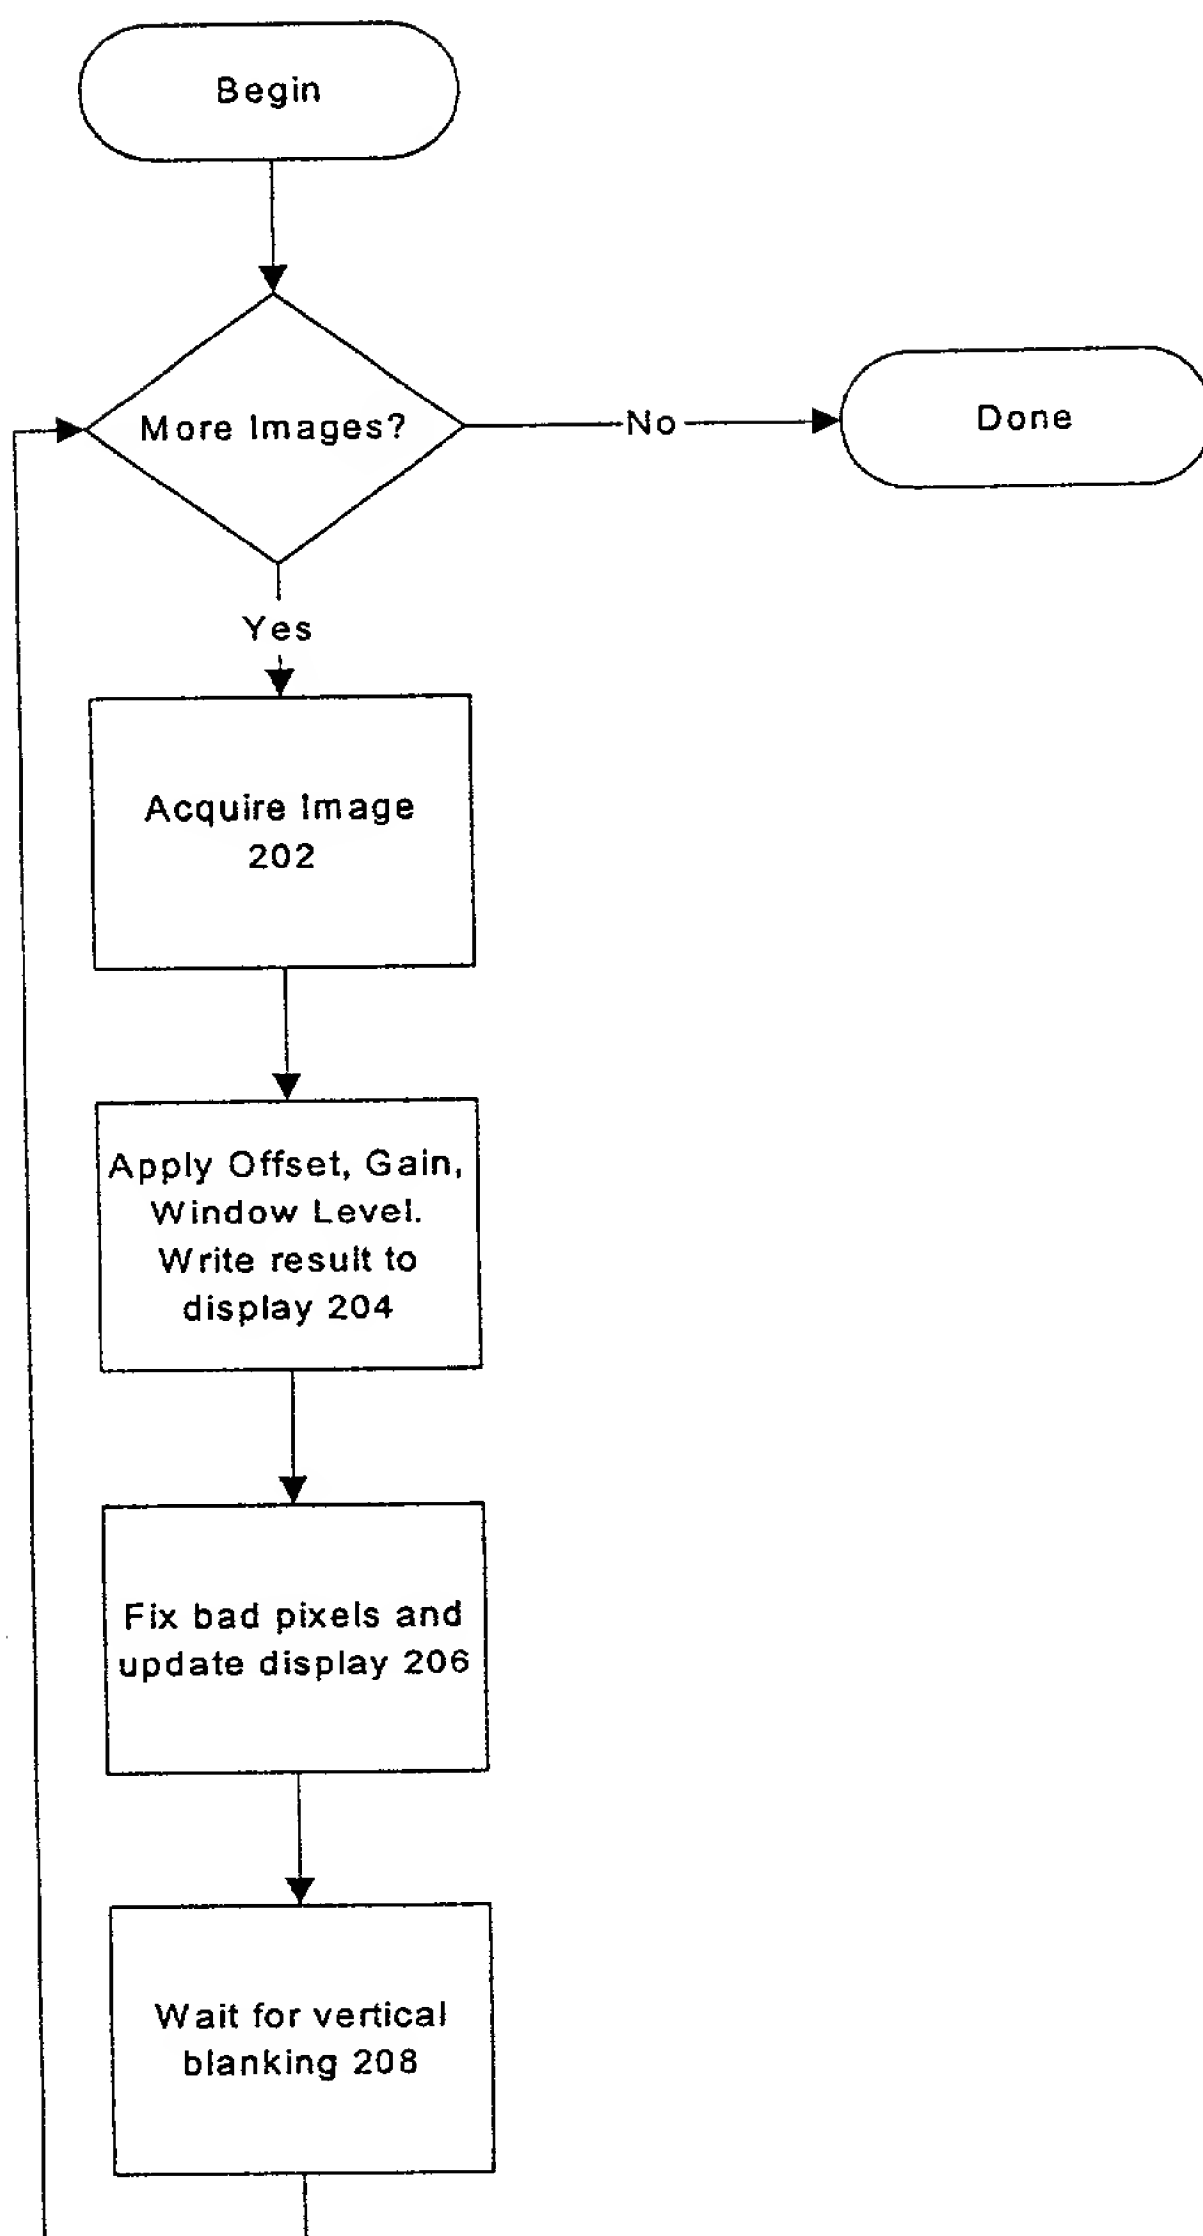 Begin
More Images?
No
Done
Yes
Acquire Image
202
Apply Offset, Gain,
Window Level.
Write result to
display 204
Fix bad pixels and
update display 206
Wait for vertical
blanking 208